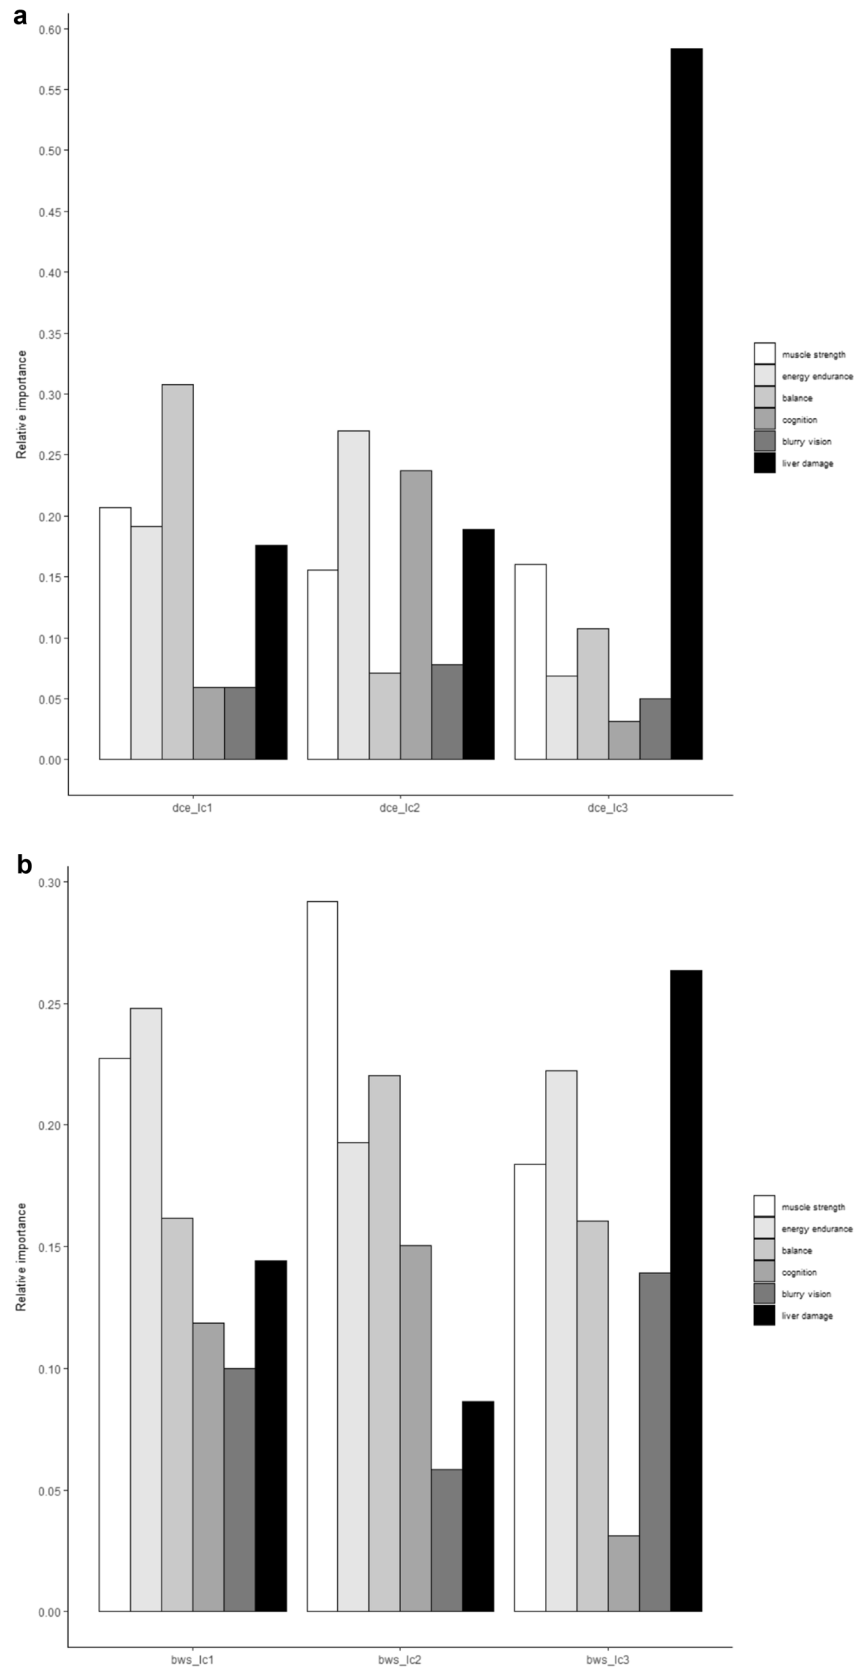 a
0.60
0.55
0.50
0.45
0.40
0.35
0.30
0.25
0.20
0.15
0.10
0.05
0.00
Relative importance
dce_lc1 dce_lc2 dce_lc3
muscle strength
energy endurance
balance
cognition
blurry vision
liver damage
b
0.30
0.25
0.20
0.15
0.10
0.05
0.00
Relative importance
bws_lc1 bws_lc2 bws_lc3
muscle strength
energy endurance
balance
cognition
blurry vision
liver damage